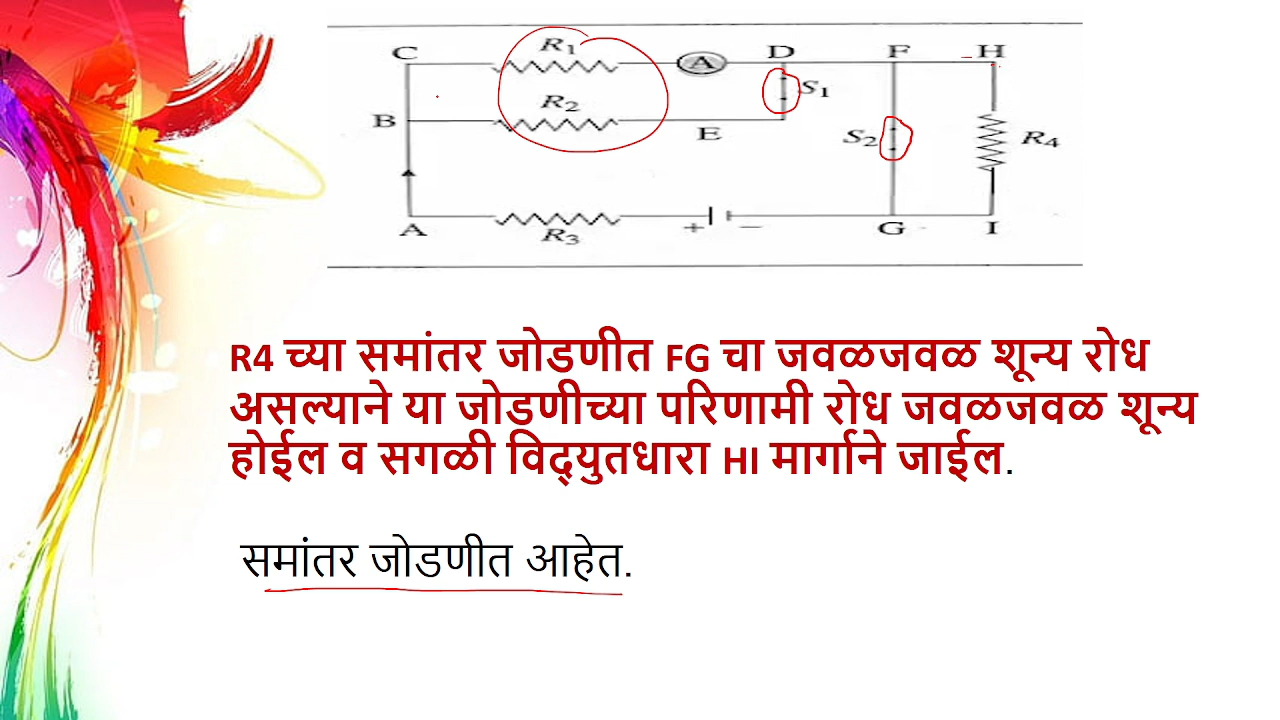 C R1 A D F H
S1
B R2 E S2 R4
A R3 + − G I
R4 च्या समांतर जोडणीत FG चा जवळजवळ शून्य रोध
असल्याने या जोडणीच्या परिणामी रोध जवळजवळ शून्य
होईल व सगळी विद्युतधारा HI मार्गाने जाईल.
समांतर जोडणीत आहेत.